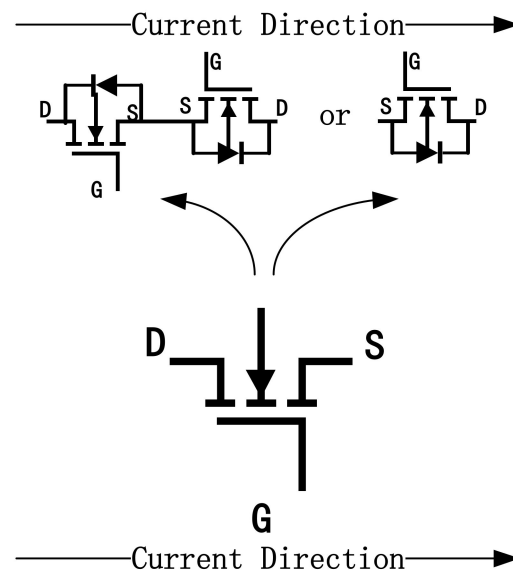 Current Direction
G
D S S D or S D
G
G
D S
G
Current Direction